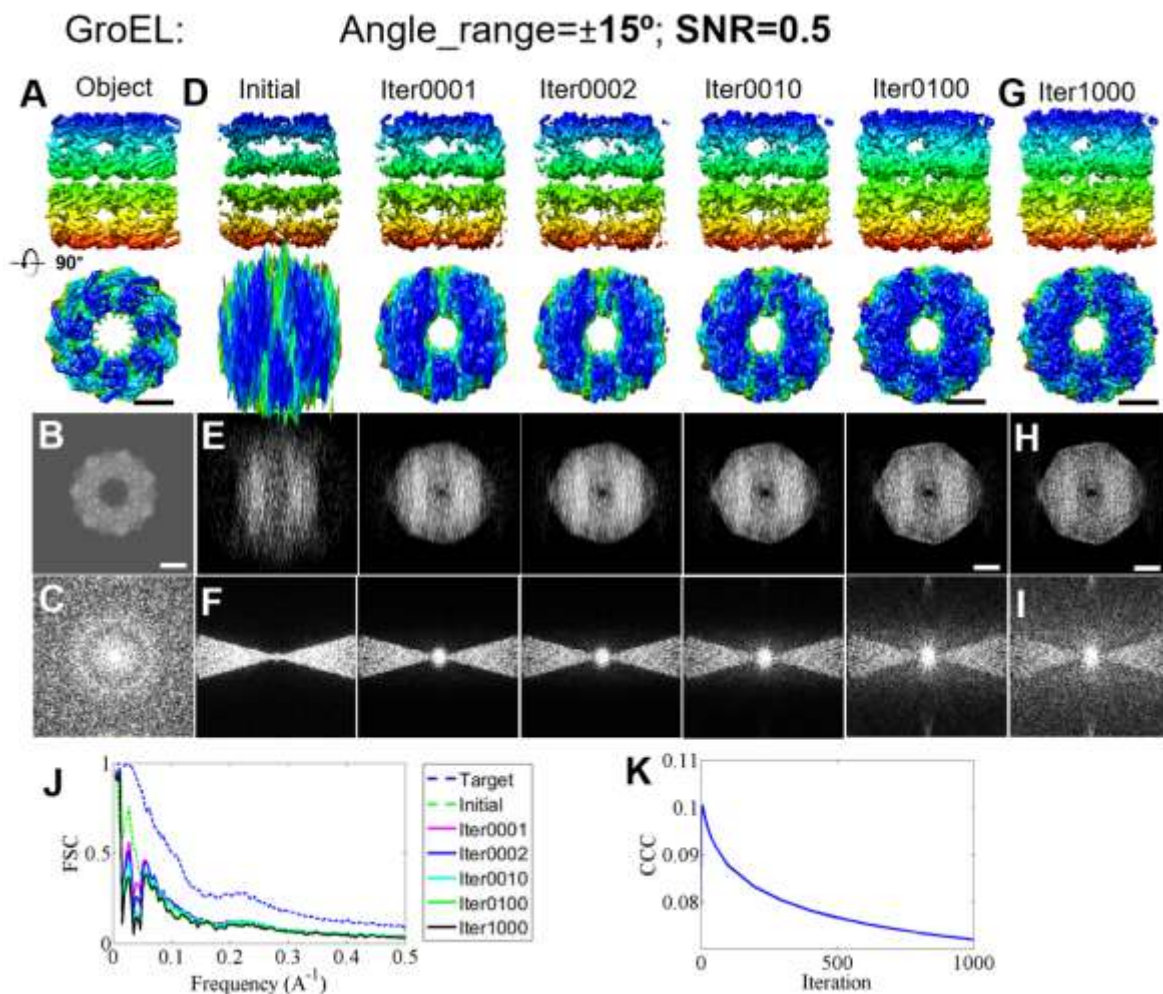 GroEL: Angle_range=±15º; SNR=0.5
A Object D Initial Iter0001 Iter0002 Iter0010 Iter0100 G Iter1000
90°
B E H
C F I
J K
1
0.5
0
0 0.1 0.2 0.3 0.4 0.5
FSC
Frequency (A⁻¹)
Target
Initial
Iter0001
Iter0002
Iter0010
Iter0100
Iter1000
0.11
0.1
0.09
0.08
CCC
0 500 1000
Iteration